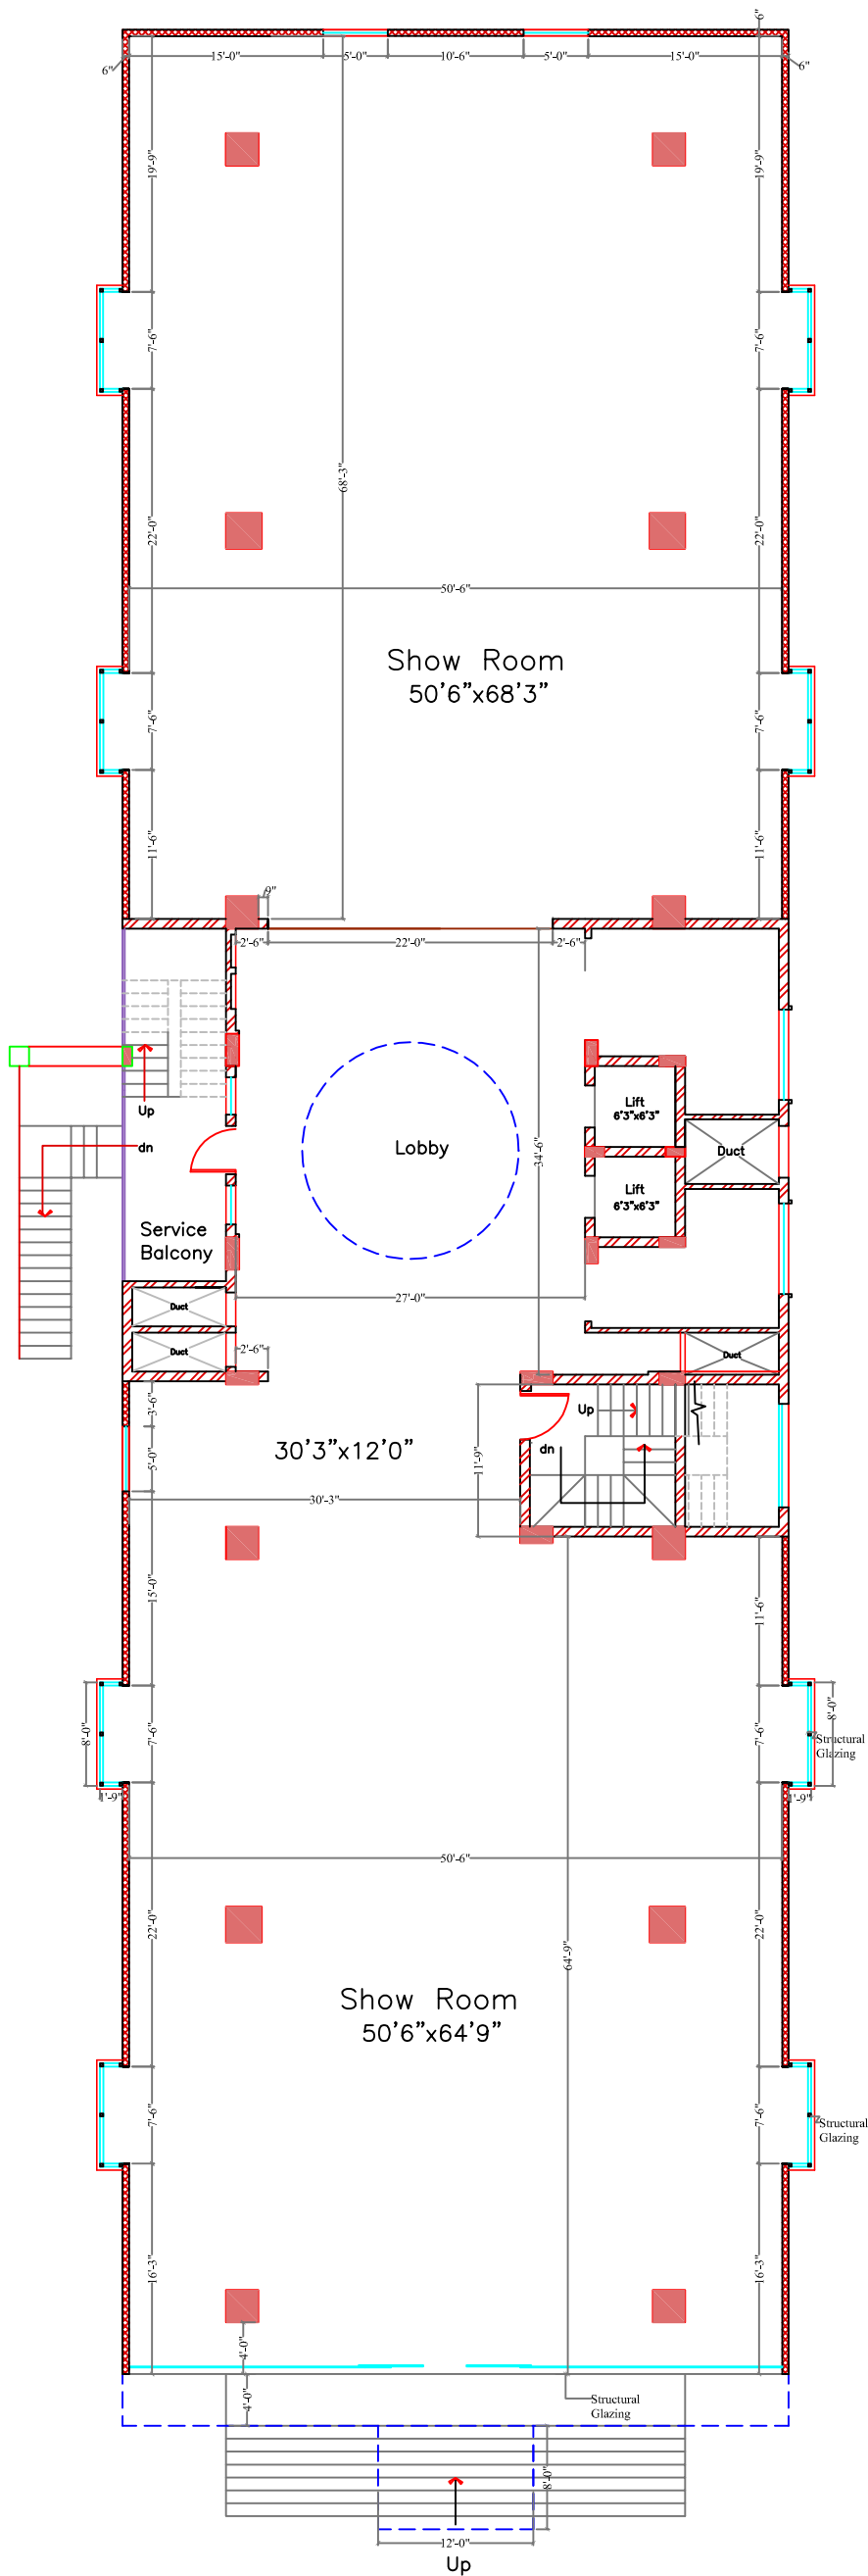 6"
6"
15'-0"
5'-0"
10'-6"
5'-0"
15'-0"
6"
19'-9"
19'-9"
7'-6"
7'-6"
68'-3"
22'-0"
22'-0"
50'-6"
Show Room
50'6"x68'3"
7'-6"
7'-6"
11'-6"
11'-6"
9"
2'-6"
22'-0"
2'-6"
Up
dn
Lobby
34'-6"
Lift
6'3"x6'3"
Duct
Lift
6'3"x6'3"
Service
Balcony
27'-0"
Duct
Duct
2'-6"
Duct
3'-6"
Up
dn
5'-0"
30'3"x12'0"
11'-9"
30'-3"
15'-0"
11'-6"
8'-0"
7'-6"
7'-6"
8'-0"
Structural
Glazing
1'-9"
1'-9"
50'-6"
22'-0"
22'-0"
64'-9"
Show Room
50'6"x64'9"
7'-6"
7'-6"
Structural
Glazing
16'-3"
16'-3"
4'-0"
4'-0"
Structural
Glazing
8'-0"
12'-0"
Up